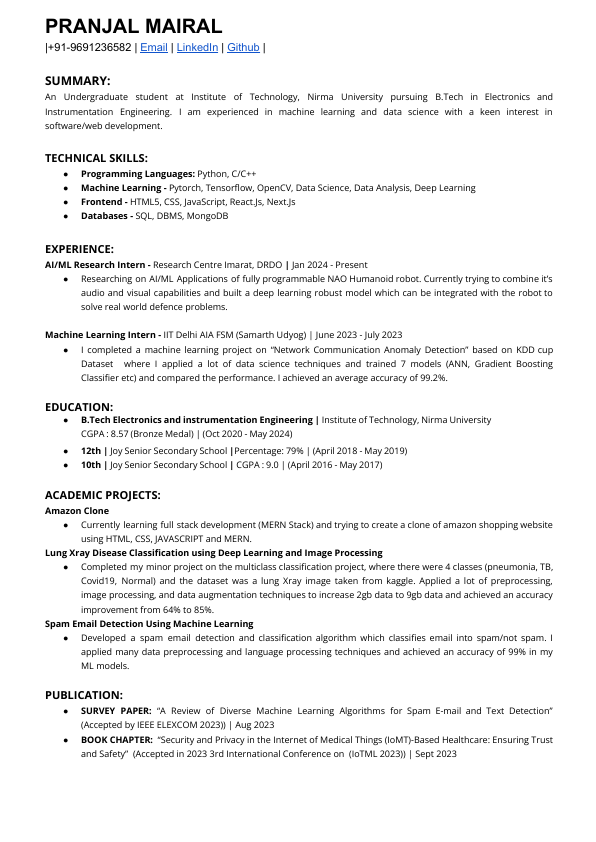 PRANJAL MAIRAL
|+91-9691236582 | Email | LinkedIn | Github |
SUMMARY:
An Undergraduate student at Institute of Technology, Nirma University pursuing B.Tech in Electronics and
Instrumentation Engineering. I am experienced in machine learning and data science with a keen interest in
software/web development.
TECHNICAL SKILLS:
● Programming Languages: Python, C/C++
● Machine Learning - Pytorch, Tensorflow, OpenCV, Data Science, Data Analysis, Deep Learning
● Frontend - HTML5, CSS, JavaScript, React.Js, Next.Js
● Databases - SQL, DBMS, MongoDB
EXPERIENCE:
AI/ML Research Intern - Research Centre Imarat, DRDO | Jan 2024 - Present
● Researching on AI/ML Applications of fully programmable NAO Humanoid robot. Currently trying to combine it's
audio and visual capabilities and built a deep learning robust model which can be integrated with the robot to
solve real world defence problems.
Machine Learning Intern - IIT Delhi AIA FSM (Samarth Udyog) | June 2023 - July 2023
● I completed a machine learning project on “Network Communication Anomaly Detection” based on KDD cup
Dataset where I applied a lot of data science techniques and trained 7 models (ANN, Gradient Boosting
Classifier etc) and compared the performance. I achieved an average accuracy of 99.2%.
EDUCATION:
● B.Tech Electronics and instrumentation Engineering | Institute of Technology, Nirma University
CGPA : 8.57 (Bronze Medal) | (Oct 2020 - May 2024)
● 12th | Joy Senior Secondary School |Percentage: 79% | (April 2018 - May 2019)
● 10th | Joy Senior Secondary School | CGPA : 9.0 | (April 2016 - May 2017)
ACADEMIC PROJECTS:
Amazon Clone
● Currently learning full stack development (MERN Stack) and trying to create a clone of amazon shopping website
using HTML, CSS, JAVASCRIPT and MERN.
Lung Xray Disease Classification using Deep Learning and Image Processing
● Completed my minor project on the multiclass classification project, where there were 4 classes (pneumonia, TB,
Covid19, Normal) and the dataset was a lung Xray image taken from kaggle. Applied a lot of preprocessing,
image processing, and data augmentation techniques to increase 2gb data to 9gb data and achieved an accuracy
improvement from 64% to 85%.
Spam Email Detection Using Machine Learning
● Developed a spam email detection and classification algorithm which classifies email into spam/not spam. I
applied many data preprocessing and language processing techniques and achieved an accuracy of 99% in my
ML models.
PUBLICATION:
● SURVEY PAPER: “A Review of Diverse Machine Learning Algorithms for Spam E-mail and Text Detection”
(Accepted by IEEE ELEXCOM 2023)) | Aug 2023
● BOOK CHAPTER: “Security and Privacy in the Internet of Medical Things (IoMT)-Based Healthcare: Ensuring Trust
and Safety” (Accepted in 2023 3rd International Conference on (IoTML 2023)) | Sept 2023